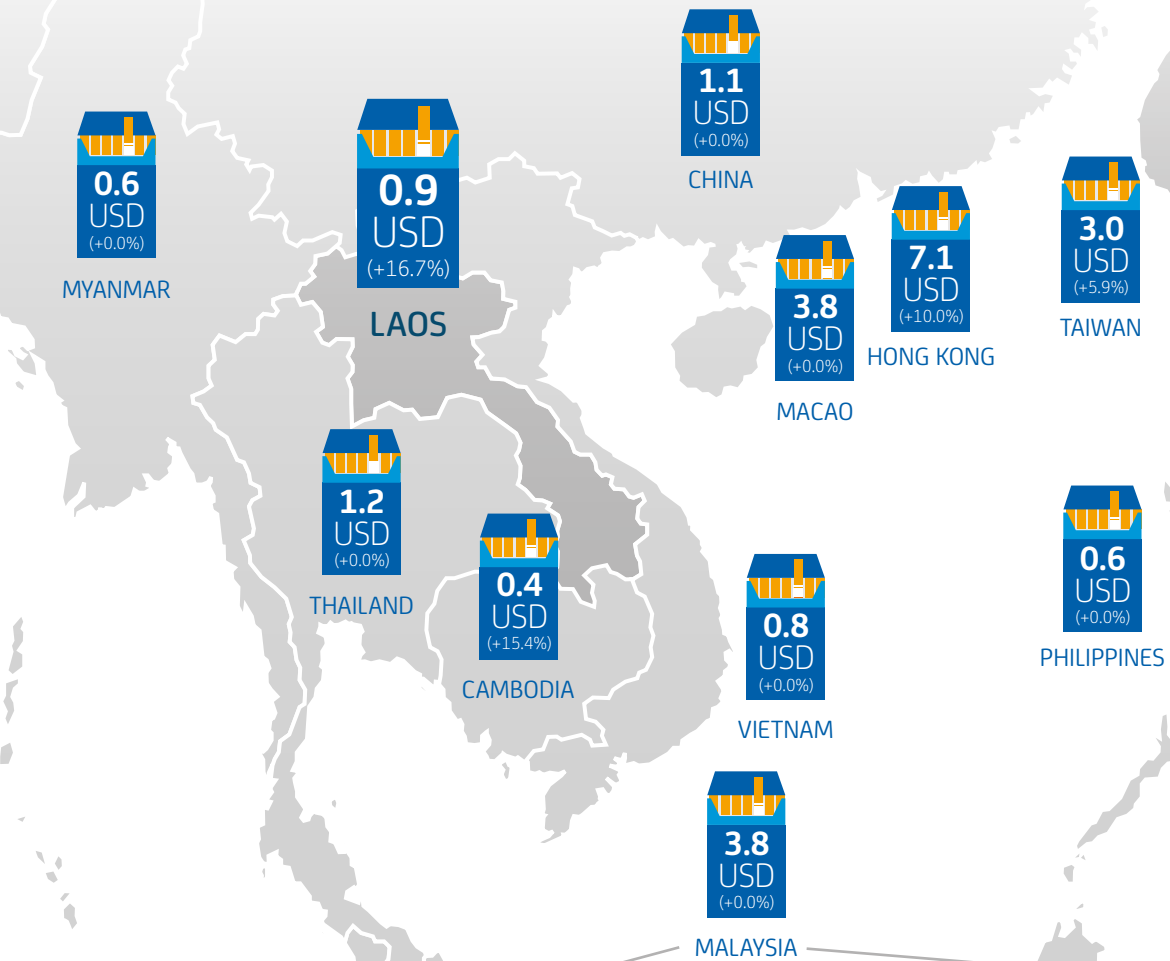 1.1
USD
(+0.0%)
CHINA
0.6
USD
(+0.0%)
MYANMAR
0.9
USD
(+16.7%)
LAOS
3.0
USD
(+5.9%)
TAIWAN
7.1
USD
(+10.0%)
HONG KONG
3.8
USD
(+0.0%)
MACAO
1.2
USD
(+0.0%)
THAILAND
0.4
USD
(+15.4%)
CAMBODIA
0.6
USD
(+0.0%)
PHILIPPINES
0.8
USD
(+0.0%)
VIETNAM
3.8
USD
(+0.0%)
MALAYSIA